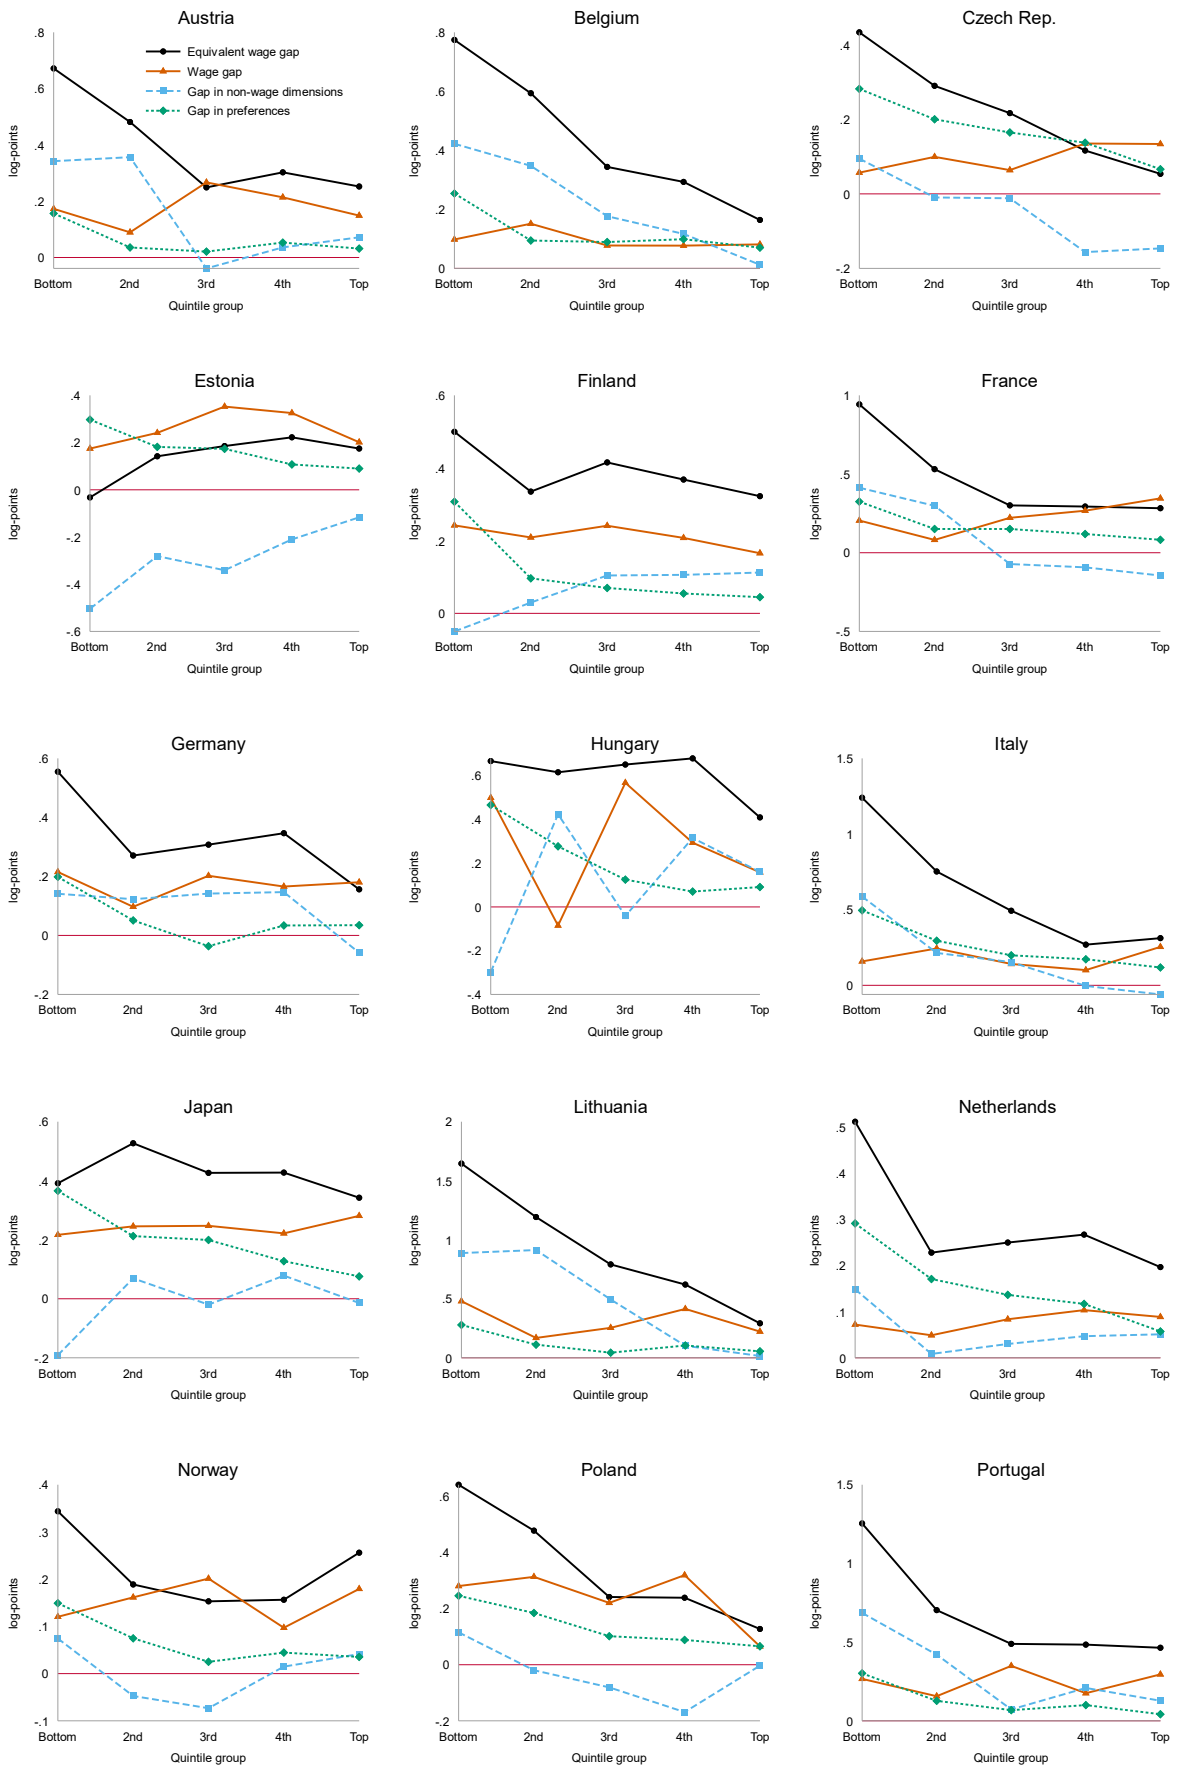 Austria
.8
.6
.4
.2
0
log-points
Equivalent wage gap
Wage gap
Gap in non-wage dimensions
Gap in preferences
Bottom 2nd 3rd 4th Top
Quintile group
Belgium
.8
.6
.4
.2
0
log-points
Bottom 2nd 3rd 4th Top
Quintile group
Czech Rep.
.4
.2
0
-.2
log-points
Bottom 2nd 3rd 4th Top
Quintile group
Estonia
.4
.2
0
-.2
-.4
-.6
log-points
Bottom 2nd 3rd 4th Top
Quintile group
Finland
.6
.4
.2
0
log-points
Bottom 2nd 3rd 4th Top
Quintile group
France
1
.5
0
-.5
log-points
Bottom 2nd 3rd 4th Top
Quintile group
Germany
.6
.4
.2
0
-.2
log-points
Bottom 2nd 3rd 4th Top
Quintile group
Hungary
.6
.4
.2
0
-.2
-.4
log-points
Bottom 2nd 3rd 4th Top
Quintile group
Italy
1.5
1
.5
0
log-points
Bottom 2nd 3rd 4th Top
Quintile group
Japan
.6
.4
.2
0
-.2
log-points
Bottom 2nd 3rd 4th Top
Quintile group
Lithuania
2
1.5
1
.5
0
log-points
Bottom 2nd 3rd 4th Top
Quintile group
Netherlands
.5
.4
.3
.2
.1
0
log-points
Bottom 2nd 3rd 4th Top
Quintile group
Norway
.4
.3
.2
.1
0
-.1
log-points
Bottom 2nd 3rd 4th Top
Quintile group
Poland
.6
.4
.2
0
-.2
log-points
Bottom 2nd 3rd 4th Top
Quintile group
Portugal
1.5
1
.5
0
log-points
Bottom 2nd 3rd 4th Top
Quintile group